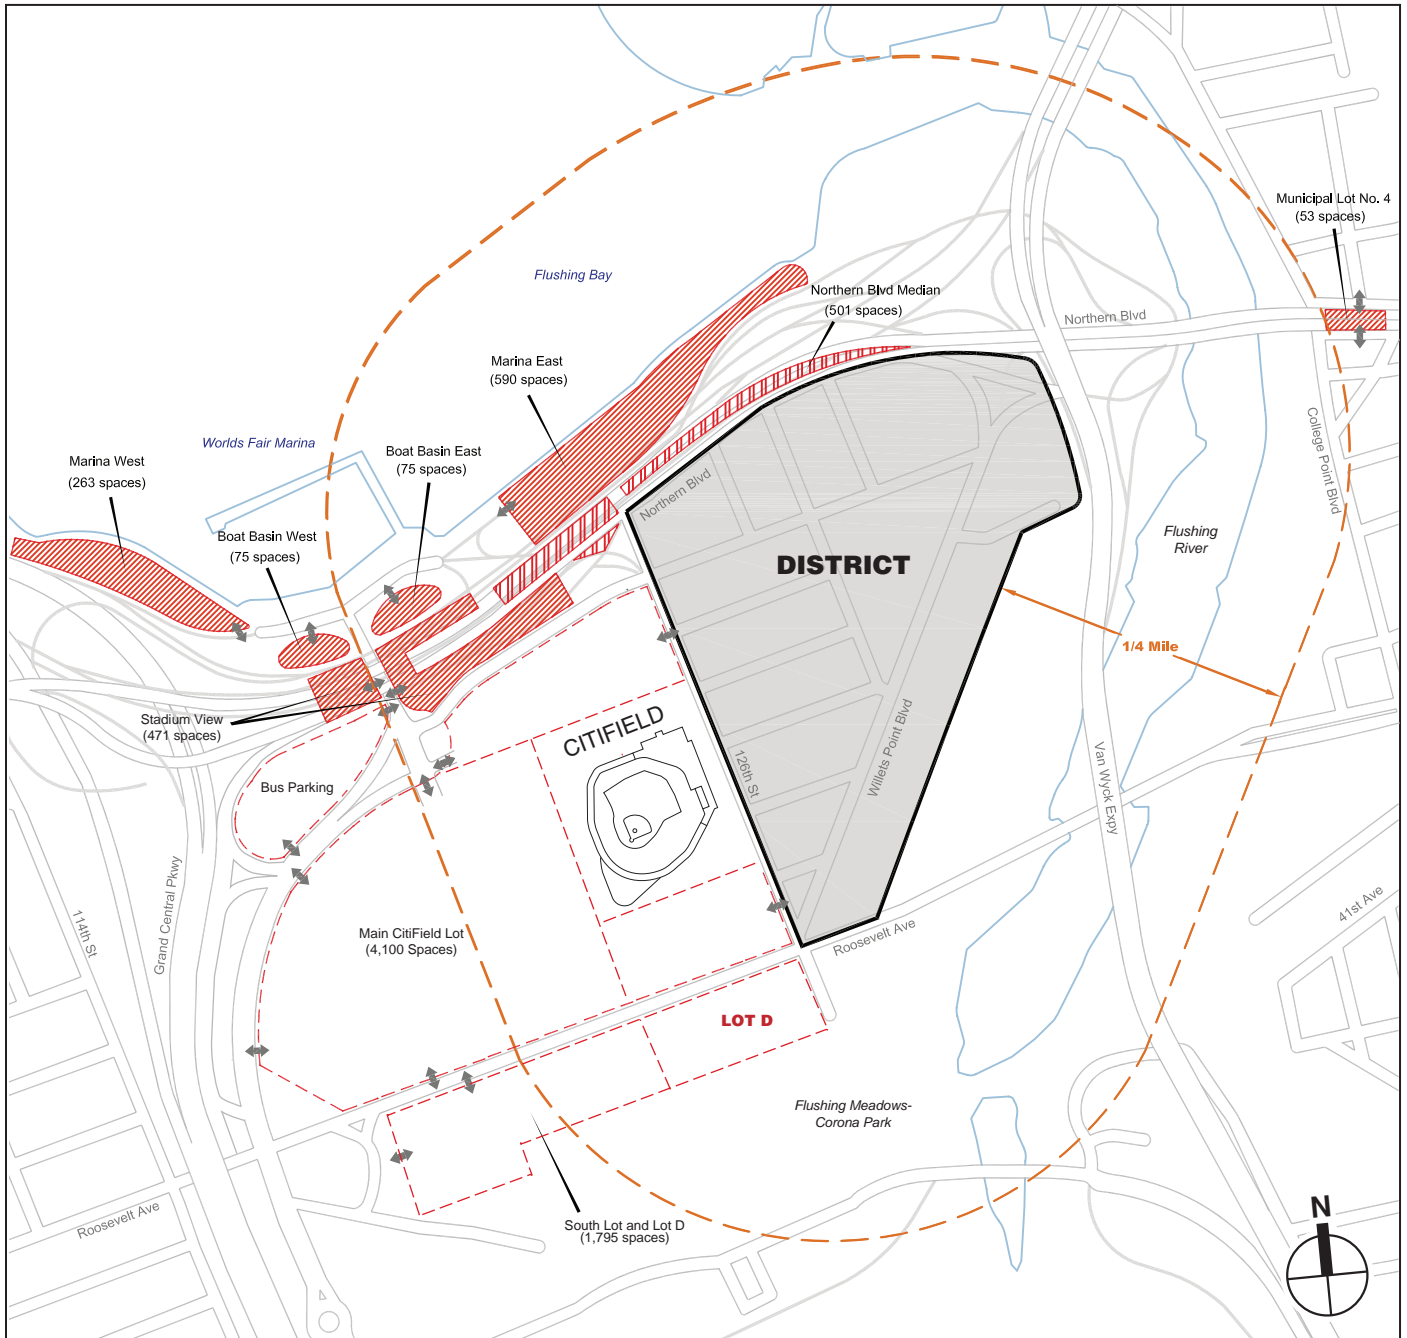 Municipal Lot No. 4
(53 spaces)
Flushing Bay
Northern Blvd Median
(501 spaces)
Northern Blvd
Marina East
(590 spaces)
Worlds Fair Marina
Boat Basin East
(75 spaces)
Marina West
(263 spaces)
College Point Blvd
Northern Blvd
Boat Basin West
(75 spaces)
Flushing
River
DISTRICT
1/4 Mile
Stadium View
(471 spaces)
CITIFIELD
Willets Point Blvd
126th St
Van Wyck Expy
Bus Parking
Grand Central Pkwy
114th St
41st Ave
Main CitiField Lot
(4,100 Spaces)
Roosevelt Ave
LOT D
Flushing Meadows-
Corona Park
Roosevelt Ave
South Lot and Lot D
(1,795 spaces)
N